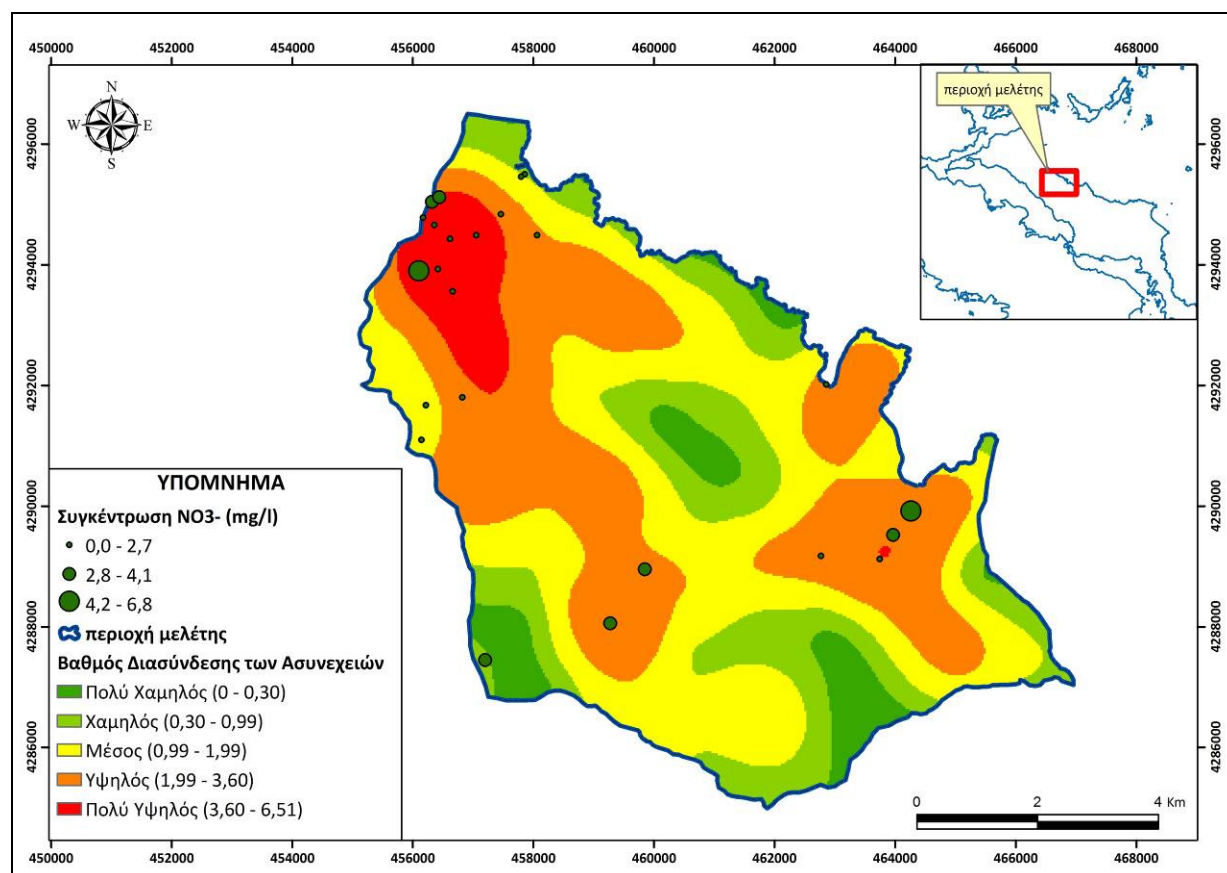 450000 452000 454000 456000 458000 460000 462000 464000 466000 468000
4296000
4294000
4292000
4290000
4288000
4286000
N
W E
S
περιοχή μελέτης
4296000
4294000
4292000
4290000
4288000
4286000
ΥΠΟΜΝΗΜΑ
Συγκέντρωση NO3- (mg/l)
0,0 - 2,7
2,8 - 4,1
4,2 - 6,8
περιοχή μελέτης
Βαθμός Διασύνδεσης των Ασυνεχειών
Πολύ Χαμηλός (0 - 0,30)
Χαμηλός (0,30 - 0,99)
Μέσος (0,99 - 1,99)
Υψηλός (1,99 - 3,60)
Πολύ Υψηλός (3,60 - 6,51)
0 2 4 Km
450000 452000 454000 456000 458000 460000 462000 464000 466000 468000